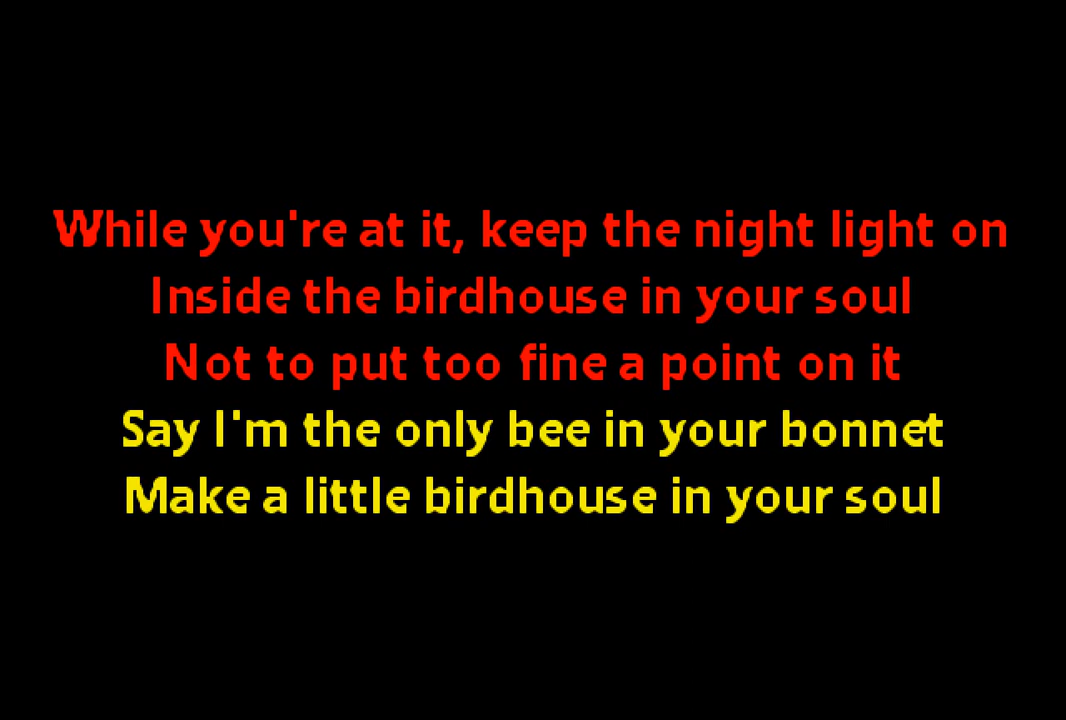 While you're at it, keep the night light on
Inside the birdhouse in your soul
Not to put too fine a point on it
Say I'm the only bee in your bonnet
Make a little birdhouse in your soul